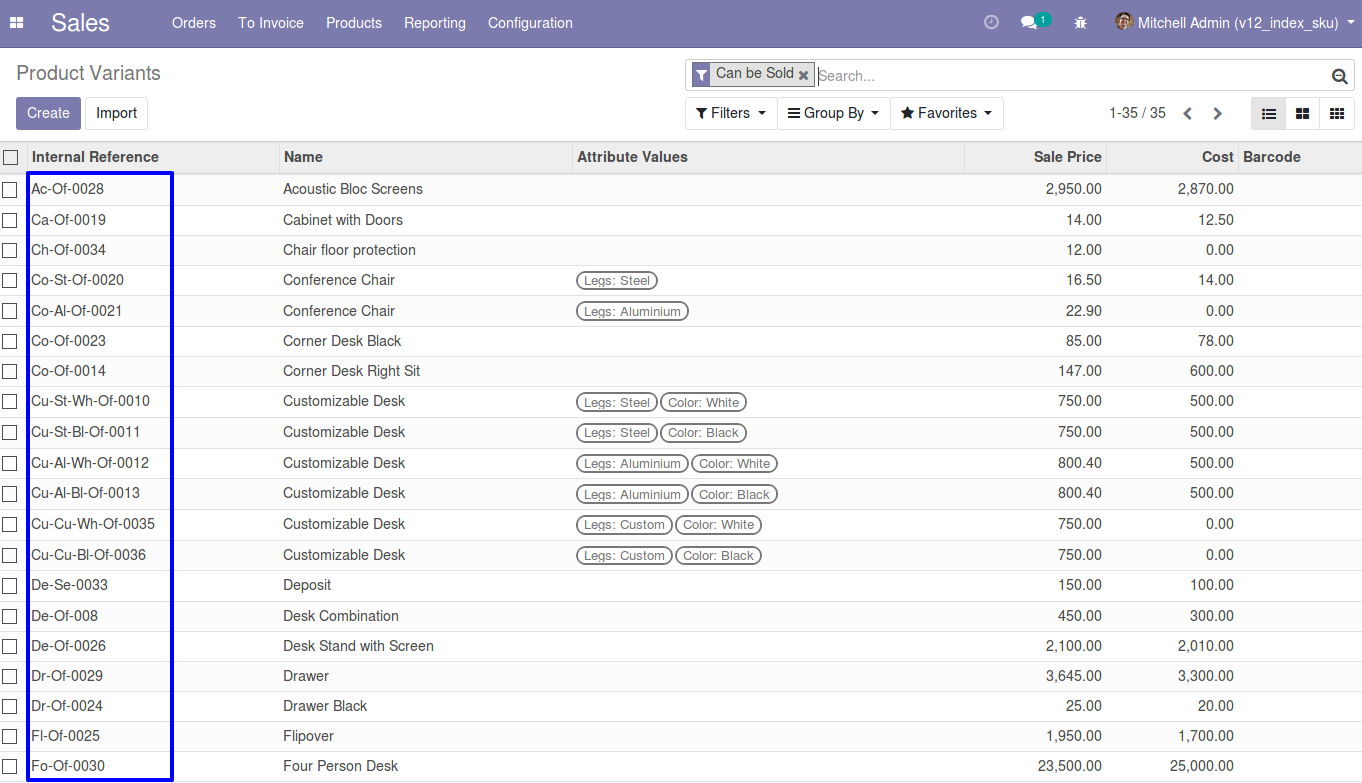 Sales Orders To Invoice Products Reporting Configuration 1 Mitchell Admin (v12_index_sku)
Product Variants Can be Sold Search...
Create Import Filters Group By Favorites 1-35 / 35
Internal Reference Name Attribute Values Sale Price Cost Barcode
Ac-Of-0028 Acoustic Bloc Screens 2,950.00 2,870.00
Ca-Of-0019 Cabinet with Doors 14.00 12.50
Ch-Of-0034 Chair floor protection 12.00 0.00
Co-St-Of-0020 Conference Chair Legs: Steel 16.50 14.00
Co-Al-Of-0021 Conference Chair Legs: Aluminium 22.90 0.00
Co-Of-0023 Corner Desk Black 85.00 78.00
Co-Of-0014 Corner Desk Right Sit 147.00 600.00
Cu-St-Wh-Of-0010 Customizable Desk Legs: Steel Color: White 750.00 500.00
Cu-St-Bl-Of-0011 Customizable Desk Legs: Steel Color: Black 750.00 500.00
Cu-Al-Wh-Of-0012 Customizable Desk Legs: Aluminium Color: White 800.40 500.00
Cu-Al-Bl-Of-0013 Customizable Desk Legs: Aluminium Color: Black 800.40 500.00
Cu-Cu-Wh-Of-0035 Customizable Desk Legs: Custom Color: White 750.00 0.00
Cu-Cu-Bl-Of-0036 Customizable Desk Legs: Custom Color: Black 750.00 0.00
De-Se-0033 Deposit 150.00 100.00
De-Of-008 Desk Combination 450.00 300.00
De-Of-0026 Desk Stand with Screen 2,100.00 2,010.00
Dr-Of-0029 Drawer 3,645.00 3,300.00
Dr-Of-0024 Drawer Black 25.00 20.00
Fl-Of-0025 Flipover 1,950.00 1,700.00
Fo-Of-0030 Four Person Desk 23,500.00 25,000.00